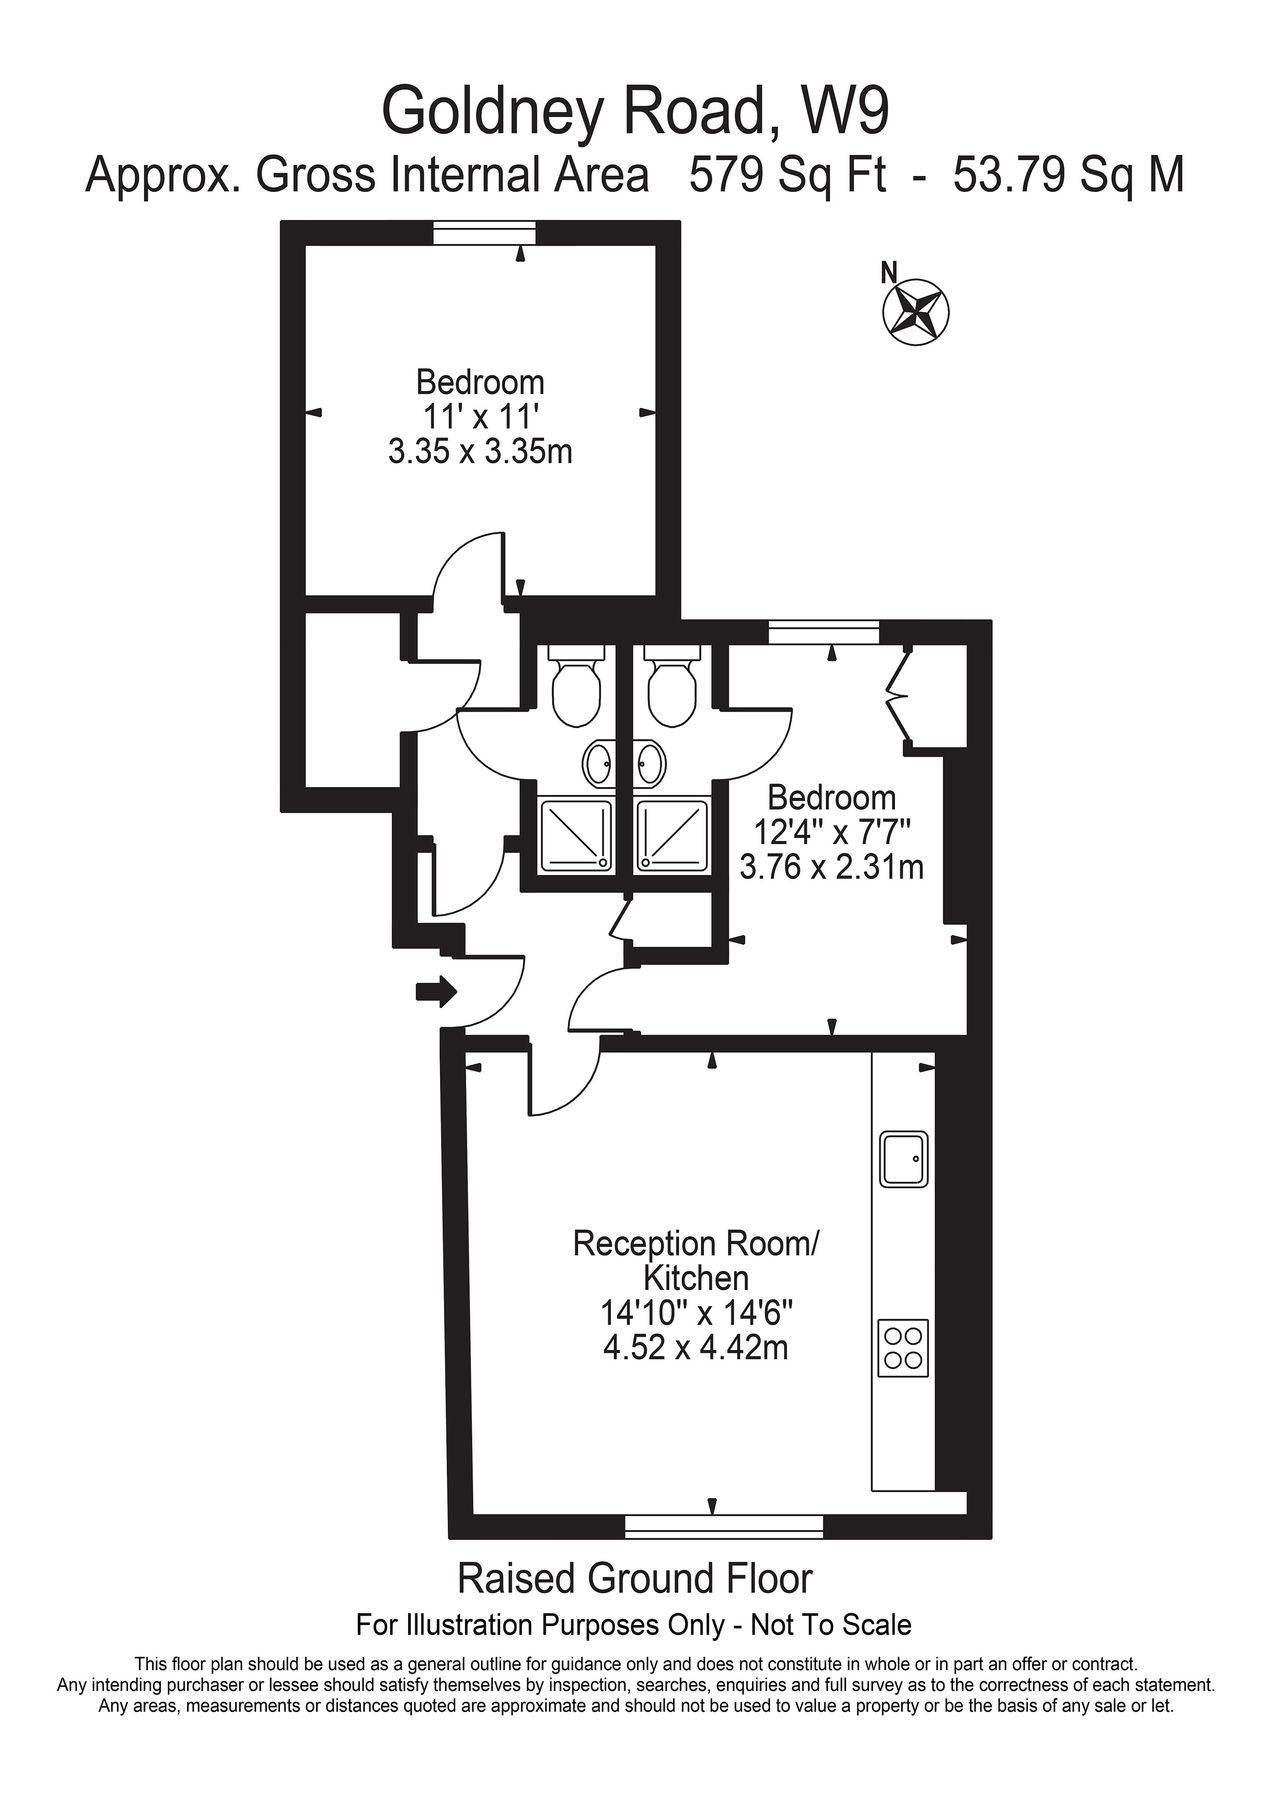 Goldney Road, W9
Approx. Gross Internal Area 579 Sq Ft - 53.79 Sq M
N
Bedroom
11' x 11'
3.35 x 3.35m
Bedroom
12'4" x 7'7"
3.76 x 2.31m
Reception Room/
Kitchen
14'10" x 14'6"
4.52 x 4.42m
Raised Ground Floor
For Illustration Purposes Only - Not To Scale
This floor plan should be used as a general outline for guidance only and does not constitute in whole or in part an offer or contract.
Any intending purchaser or lessee should satisfy themselves by inspection, searches, enquiries and full survey as to the correctness of each statement.
Any areas, measurements or distances quoted are approximate and should not be used to value a property or be the basis of any sale or let.